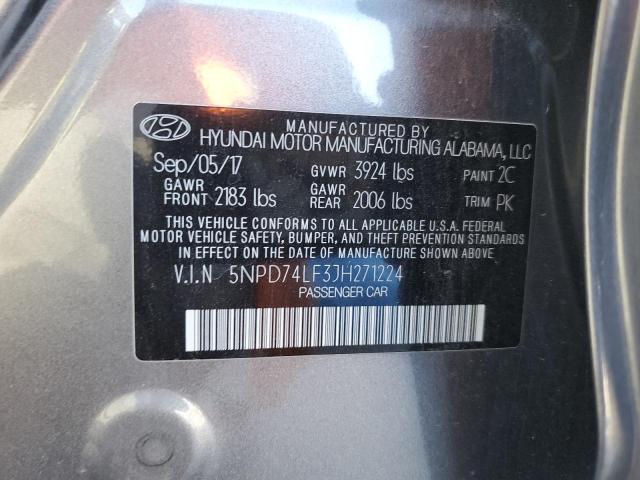 MANUFACTURED BY
HYUNDAI MOTOR MANUFACTURING ALABAMA, LLC
Sep/05/17 GVWR 3924 lbs PAINT 2C
GAWR FRONT 2183 lbs GAWR REAR 2006 lbs TRIM PK
THIS VEHICLE CONFORMS TO ALL APPLICABLE U.S.A. FEDERAL
MOTOR VEHICLE SAFETY, BUMPER, AND THEFT PREVENTION STANDARDS
IN EFFECT ON THE DATE OF MANUFACTURE SHOWN ABOVE.
V.I.N 5NPD74LF3JH271224
PASSENGER CAR